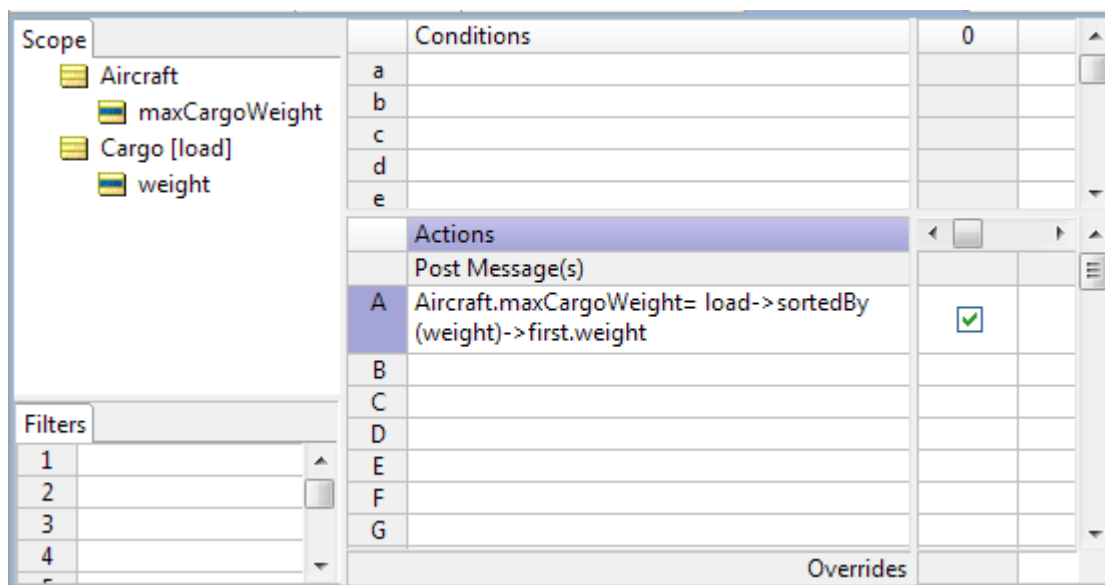 Scope
Aircraft
maxCargoWeight
Cargo [load]
weight
Conditions 0
a
b
c
d
e
Actions
Post Message(s)
A Aircraft.maxCargoWeight= load->sortedBy
(weight)->first.weight
B
C
D
E
F
G
Overrides
Filters
1
2
3
4